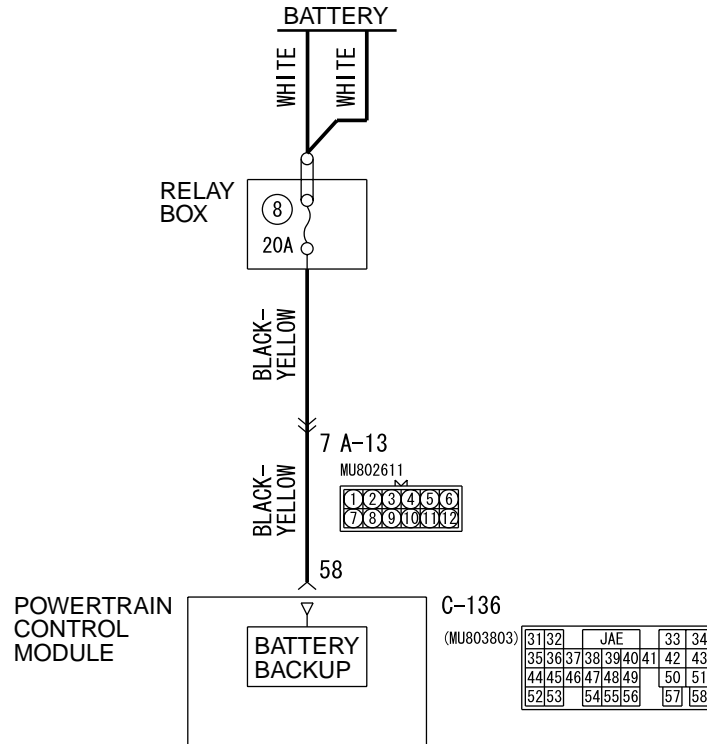 BATTERY
WHITE
WHITE
RELAY
BOX
8
20A
BLACK-
YELLOW
7 A-13
MU802611
1 2 3 4 5 6
7 8 9 10 11 12
BLACK-
YELLOW
58
POWERTRAIN
CONTROL
MODULE
BATTERY
BACKUP
C-136
(MU803803)
31 32 JAE 33 34
35 36 37 38 39 40 41 42 43
44 45 46 47 48 49 50 51
52 53 54 55 56 57 58